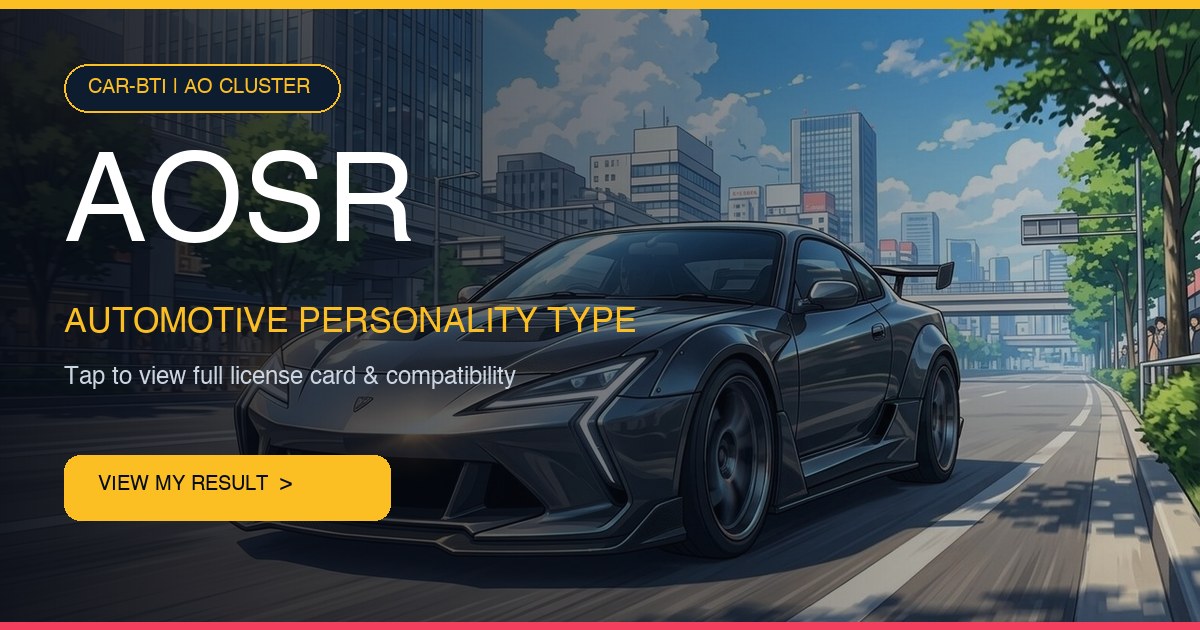 CAR-BTI | AO CLUSTER
AOSR
AUTOMOTIVE PERSONALITY TYPE
Tap to view full license card & compatibility
VIEW MY RESULT >